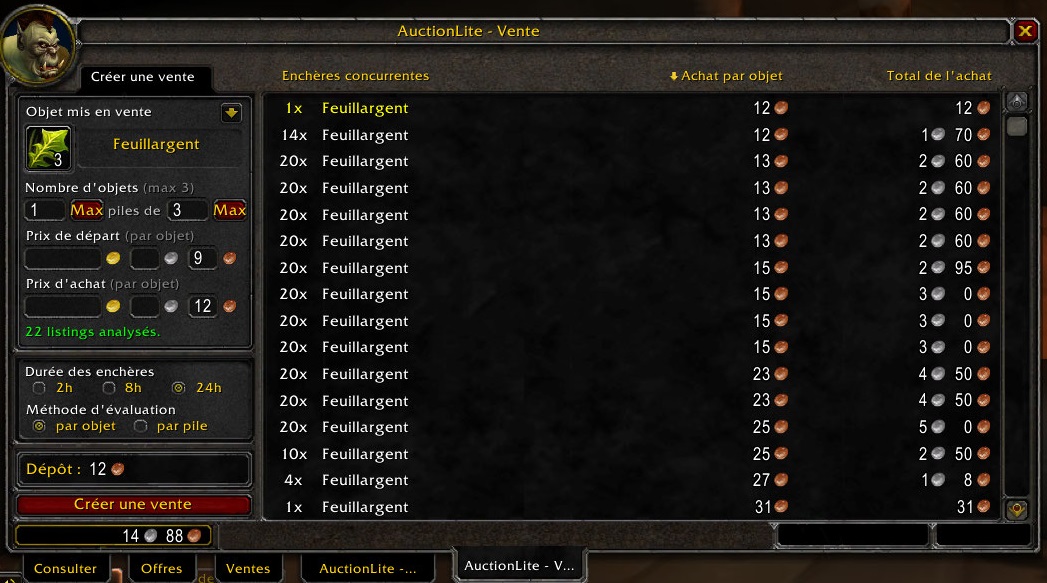 AuctionLite - Vente
Créer une vente
Objet mis en vente
3
Feuillargent
Nombre d'objets (max 3)
1 Max piles de 3 Max
Prix de départ (par objet)
9
Prix d'achat (par objet)
12
22 listings analysés.
Durée des enchères
2h 8h 24h
Méthode d'évaluation
par objet par pile
Dépôt : 12
Créer une vente
14 88
Enchères concurrentes Achat par objet Total de l'achat
1x Feuillargent 12 12
14x Feuillargent 12 1 70
20x Feuillargent 13 2 60
20x Feuillargent 13 2 60
20x Feuillargent 13 2 60
20x Feuillargent 13 2 60
20x Feuillargent 15 2 95
20x Feuillargent 15 3 0
20x Feuillargent 15 3 0
20x Feuillargent 15 3 0
20x Feuillargent 23 4 50
20x Feuillargent 23 4 50
20x Feuillargent 25 5 0
10x Feuillargent 25 2 50
4x Feuillargent 27 1 8
1x Feuillargent 31 31
Consulter Offres de Ventes AuctionLite -... AuctionLite - V...